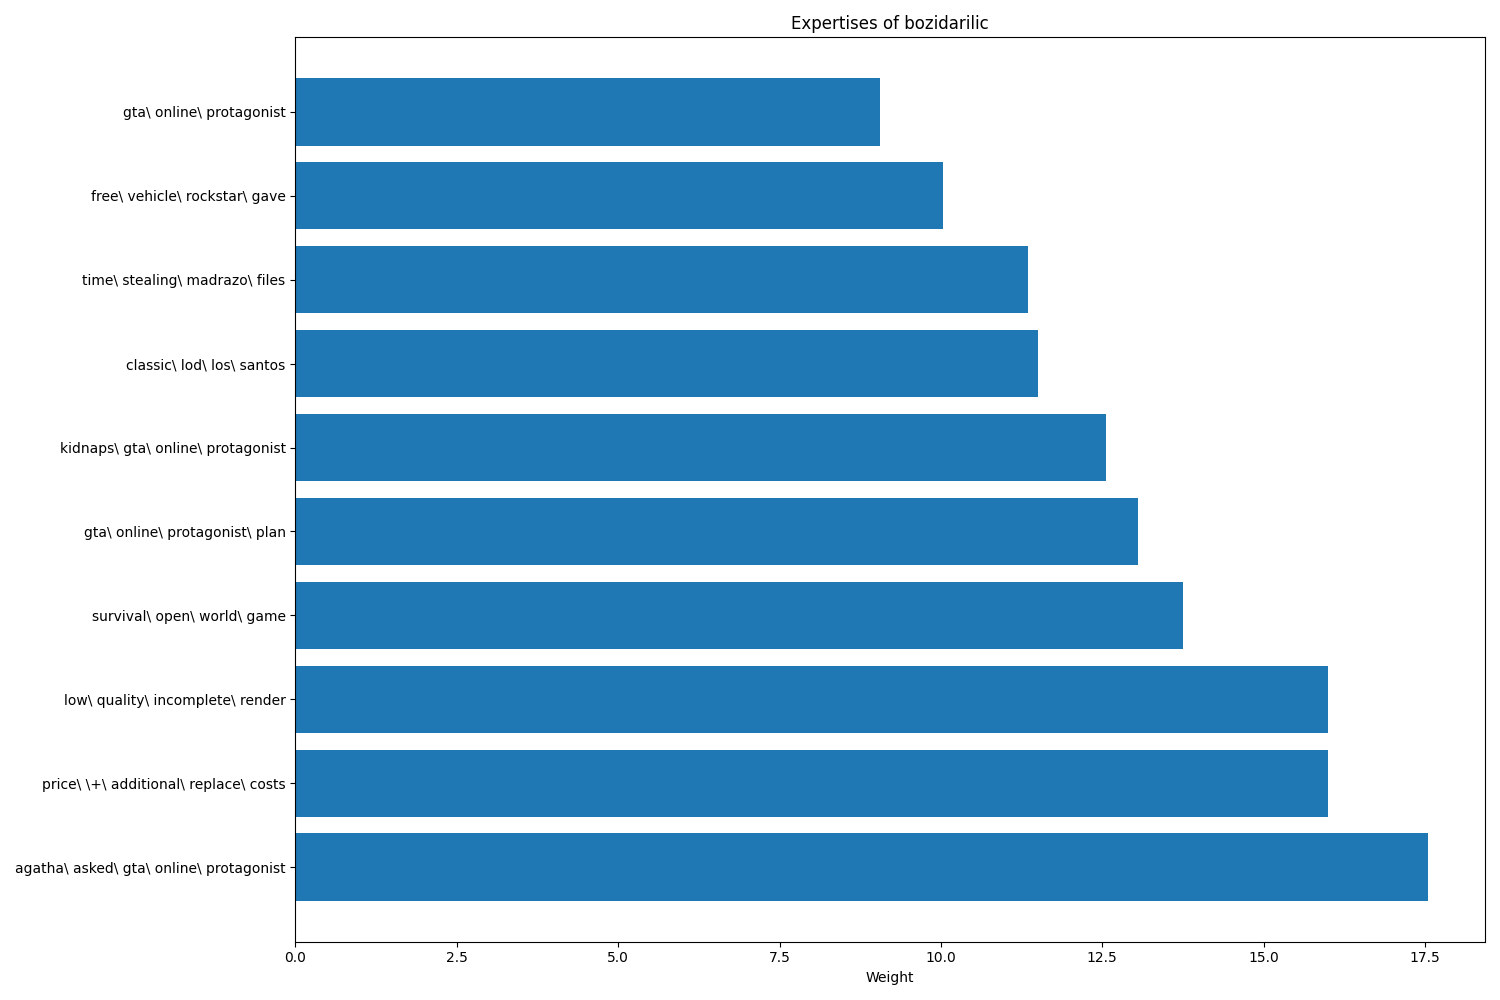 Expertises of bozidarilic
gta\ online\ protagonist
free\ vehicle\ rockstar\ gave
time\ stealing\ madrazo\ files
classic\ lod\ los\ santos
kidnaps\ gta\ online\ protagonist
gta\ online\ protagonist\ plan
survival\ open\ world\ game
low\ quality\ incomplete\ render
price\ \+\ additional\ replace\ costs
agatha\ asked\ gta\ online\ protagonist
0.0 2.5 5.0 7.5 10.0 12.5 15.0 17.5
Weight